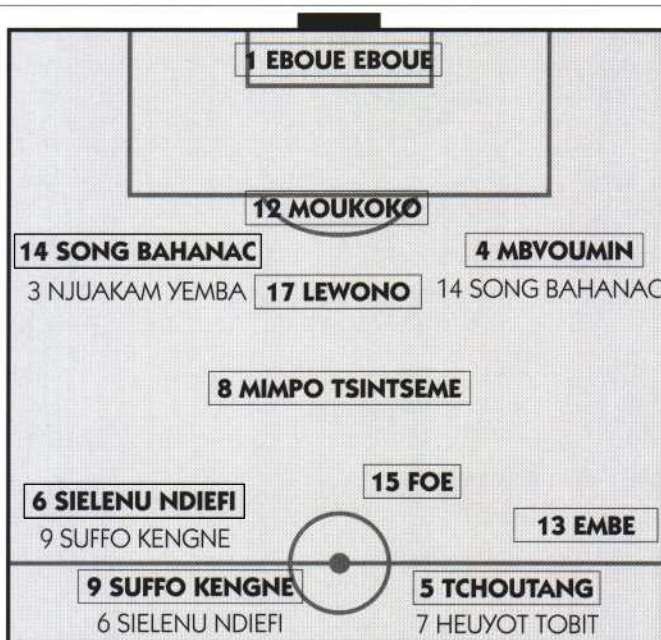 1 EBOUE EBOUE
12 MOUKOKO
14 SONG BAHANAC
4 MBVOUMIN
3 NJUAKAM YEMBA
17 LEWONO
14 SONG BAHANAC
8 MIMPO TSINTSEME
15 FOE
6 SIELENU NDIEFI
9 SUFFO KENGNE
13 EMBE
9 SUFFO KENGNE
5 TCHOUTANG
6 SIELENU NDIEFI
7 HEUYOT TOBIT